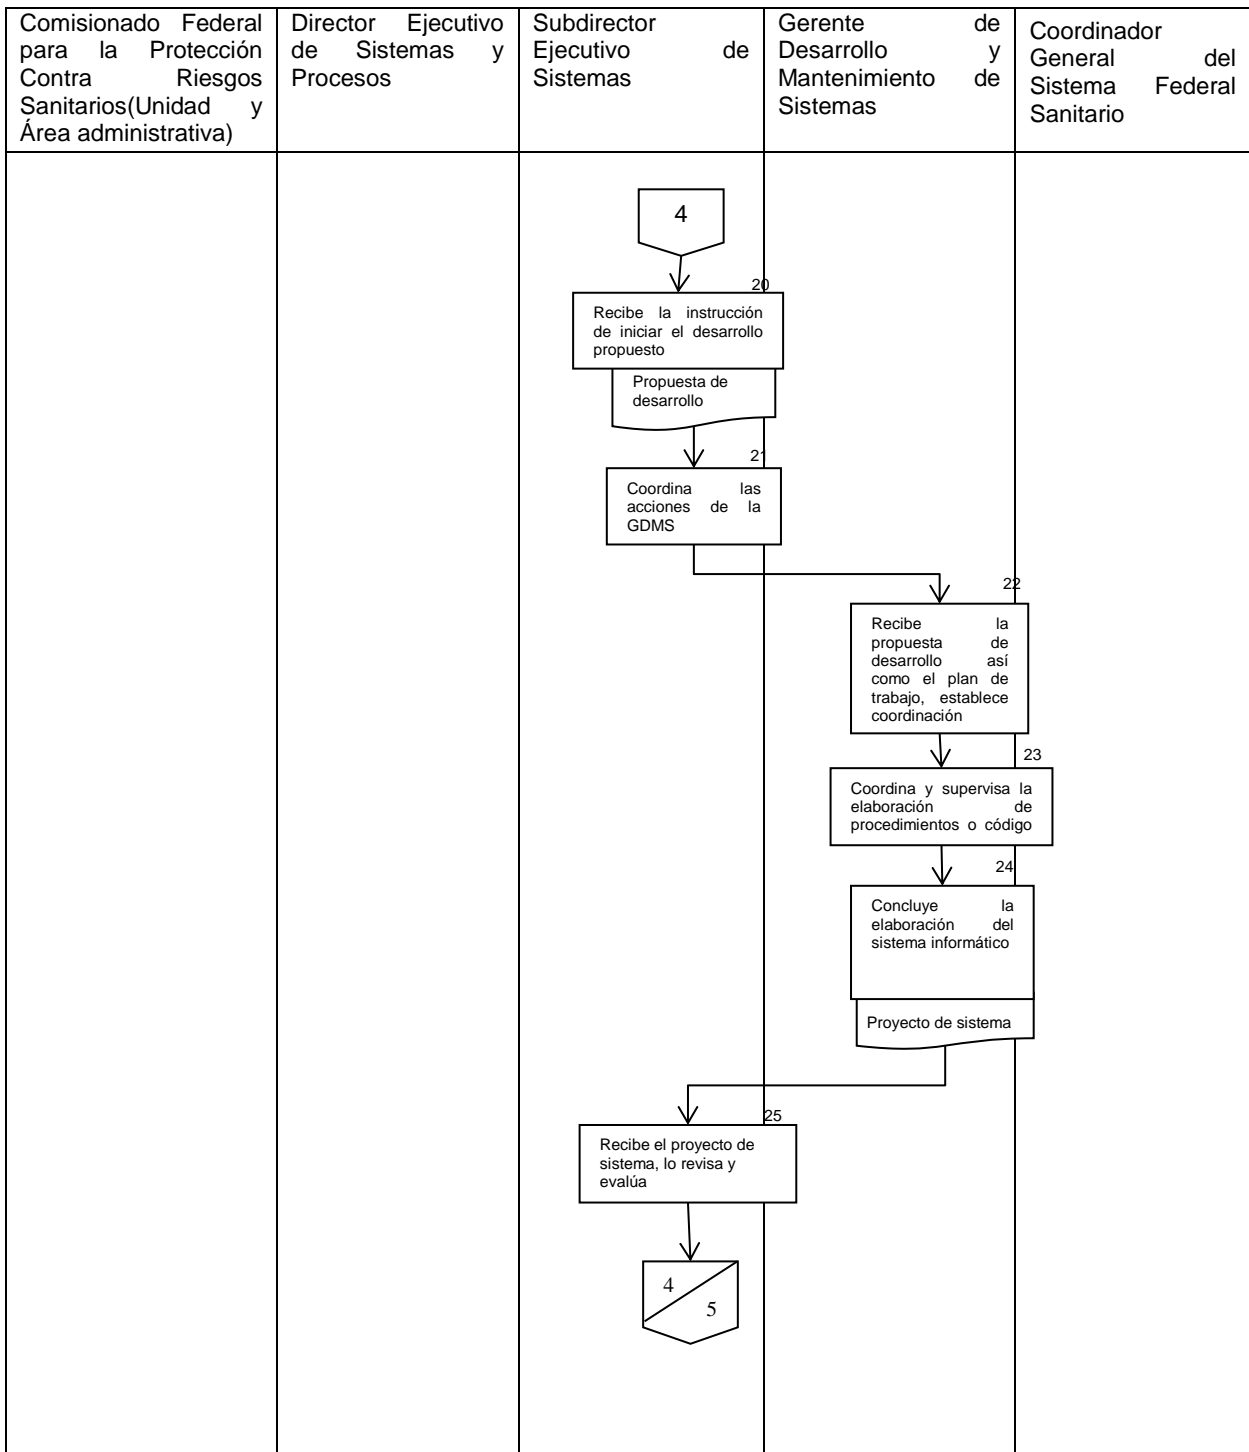 Comisionado Federal
para la Protección
Contra Riesgos
Sanitarios(Unidad y
Área administrativa)
Director Ejecutivo
de Sistemas y
Procesos
Subdirector
Ejecutivo de
Sistemas
Gerente de
Desarrollo y
Mantenimiento de
Sistemas
Coordinador
General del
Sistema Federal
Sanitario
4
20
Recibe la instrucción
de iniciar el desarrollo
propuesto
Propuesta de
desarrollo
21
Coordina las
acciones de la
GDMS
22
Recibe la
propuesta de
desarrollo así
como el plan de
trabajo, establece
coordinación
23
Coordina y supervisa la
elaboración de
procedimientos o código
24
Concluye la
elaboración del
sistema informático
Proyecto de sistema
25
Recibe el proyecto de
sistema, lo revisa y
evalúa
4
5